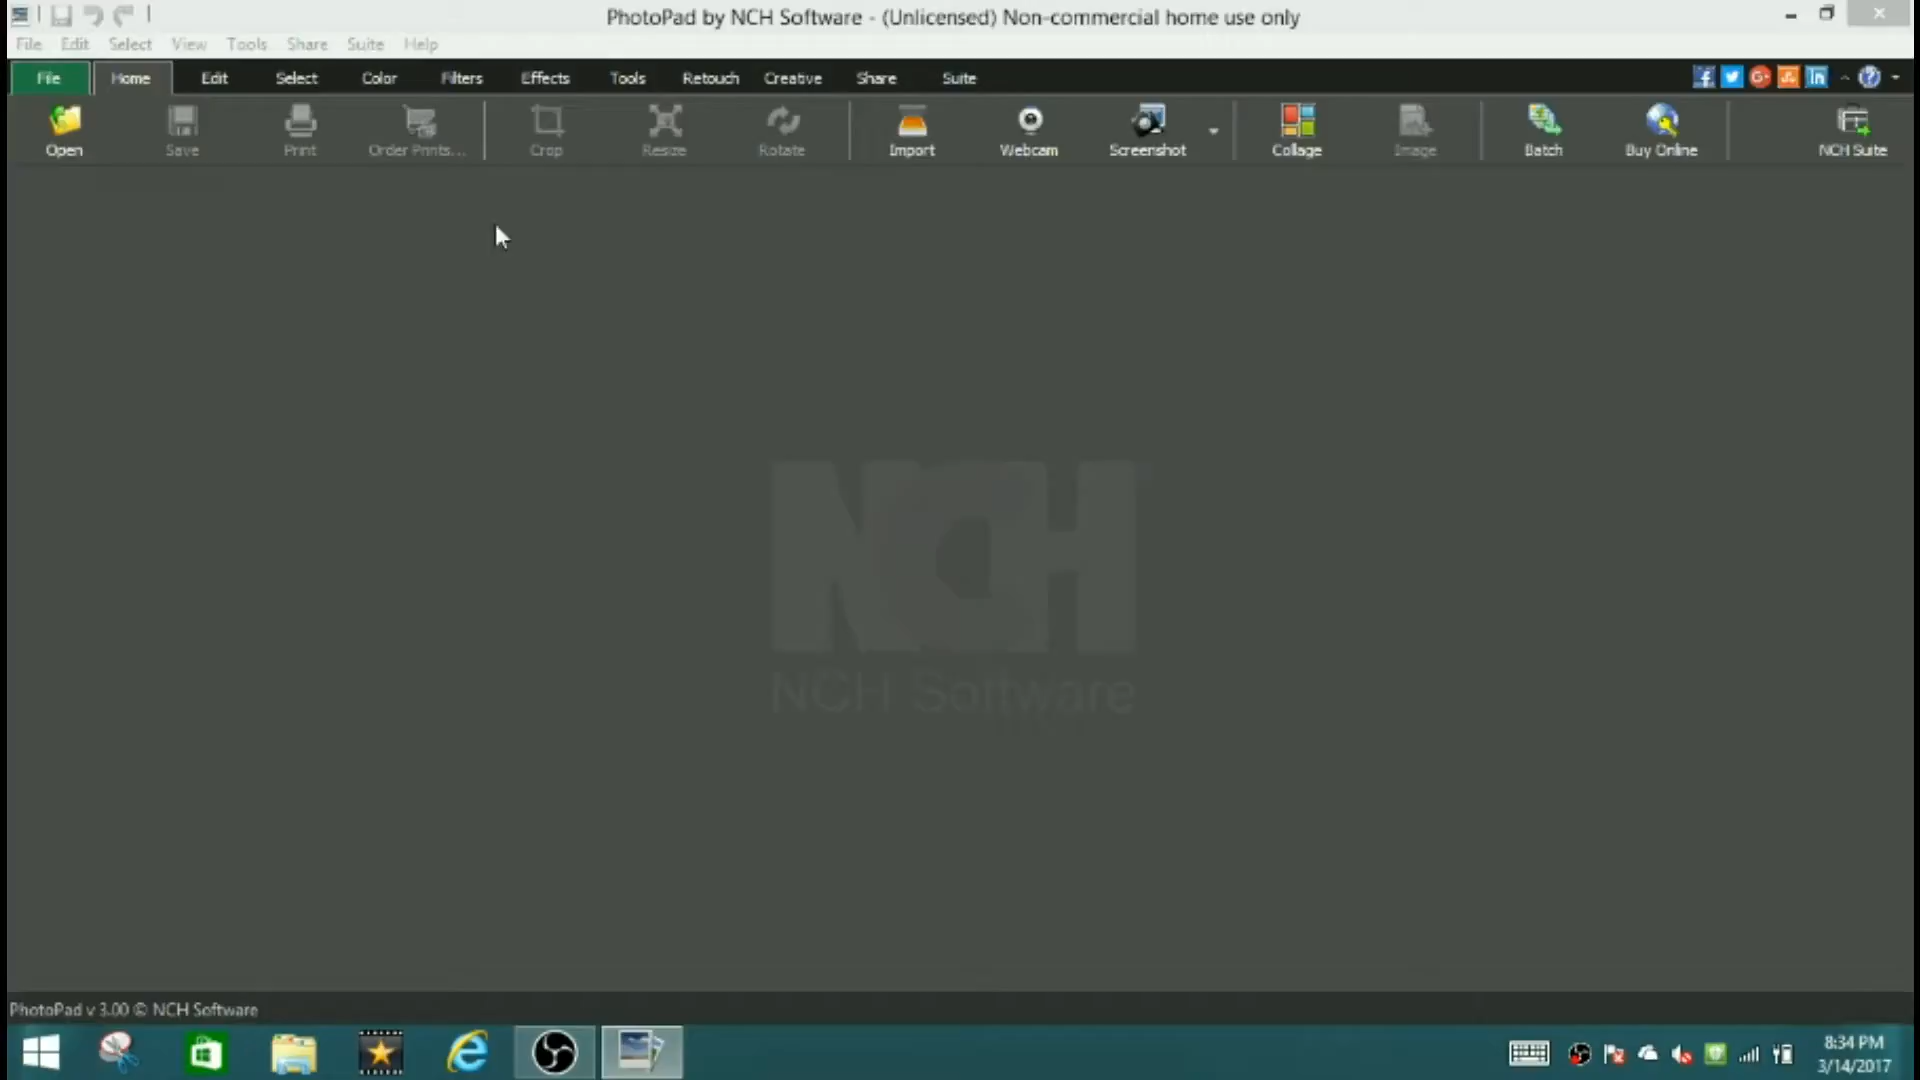 PhotoPad by NCH Software - (Unlicensed) Non-commercial home use only
File Edit Select View Tools Share Suite Help
File Home Edit Select Color Filters Effects Tools Retouch Creative Share Suite
Open Save Print Order Prints... Crop Resize Rotate Import Webcam Screenshot Collage Image Batch Buy Online NCH Suite
NCH
NCH Software
PhotoPad v 3.00 © NCH Software
8:34 PM
3/14/2017